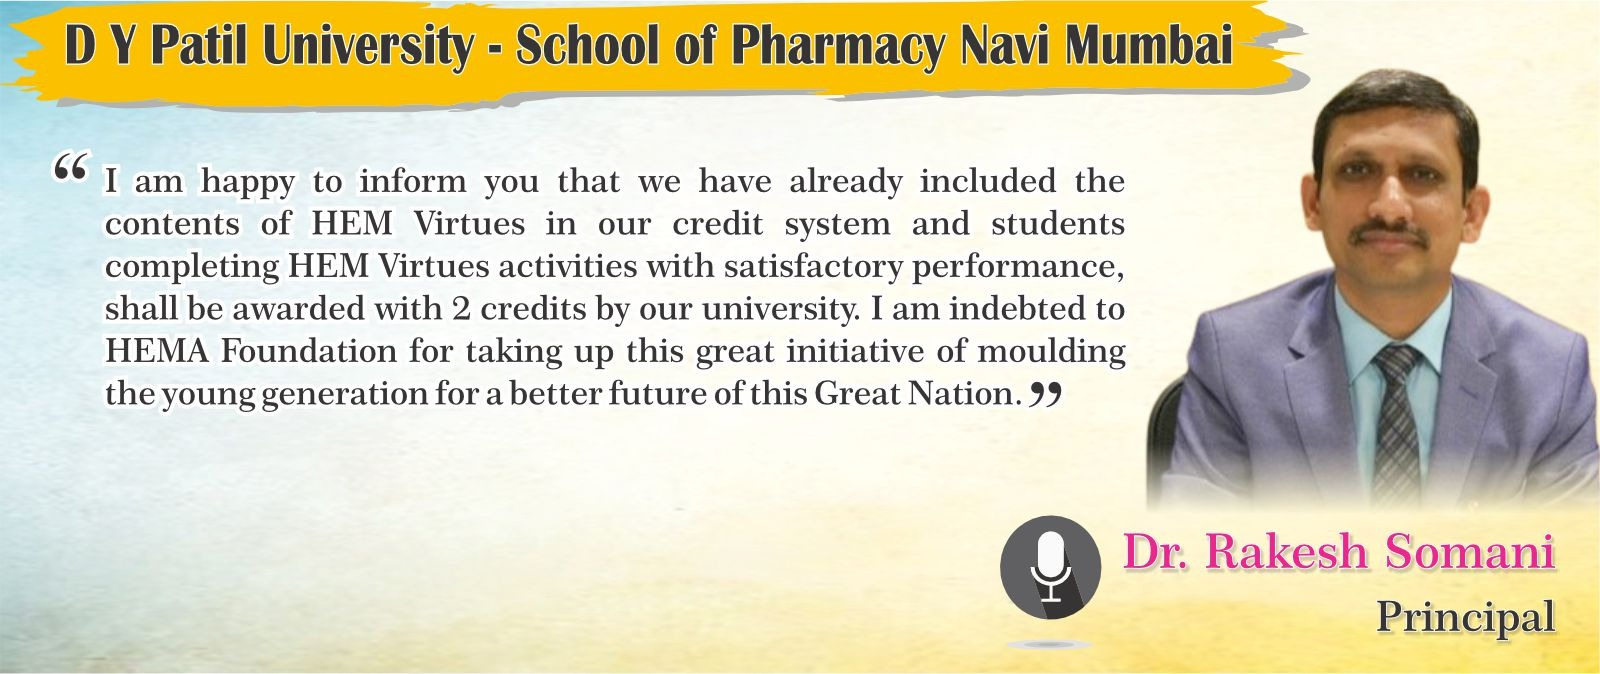 D Y Patil University - School of Pharmacy Navi Mumbai
“ I am happy to inform you that we have already included the
contents of HEM Virtues in our credit system and students
completing HEM Virtues activities with satisfactory performance,
shall be awarded with 2 credits by our university. I am indebted to
HEMA Foundation for taking up this great initiative of moulding
the young generation for a better future of this Great Nation. ”
Dr. Rakesh Somani
Principal